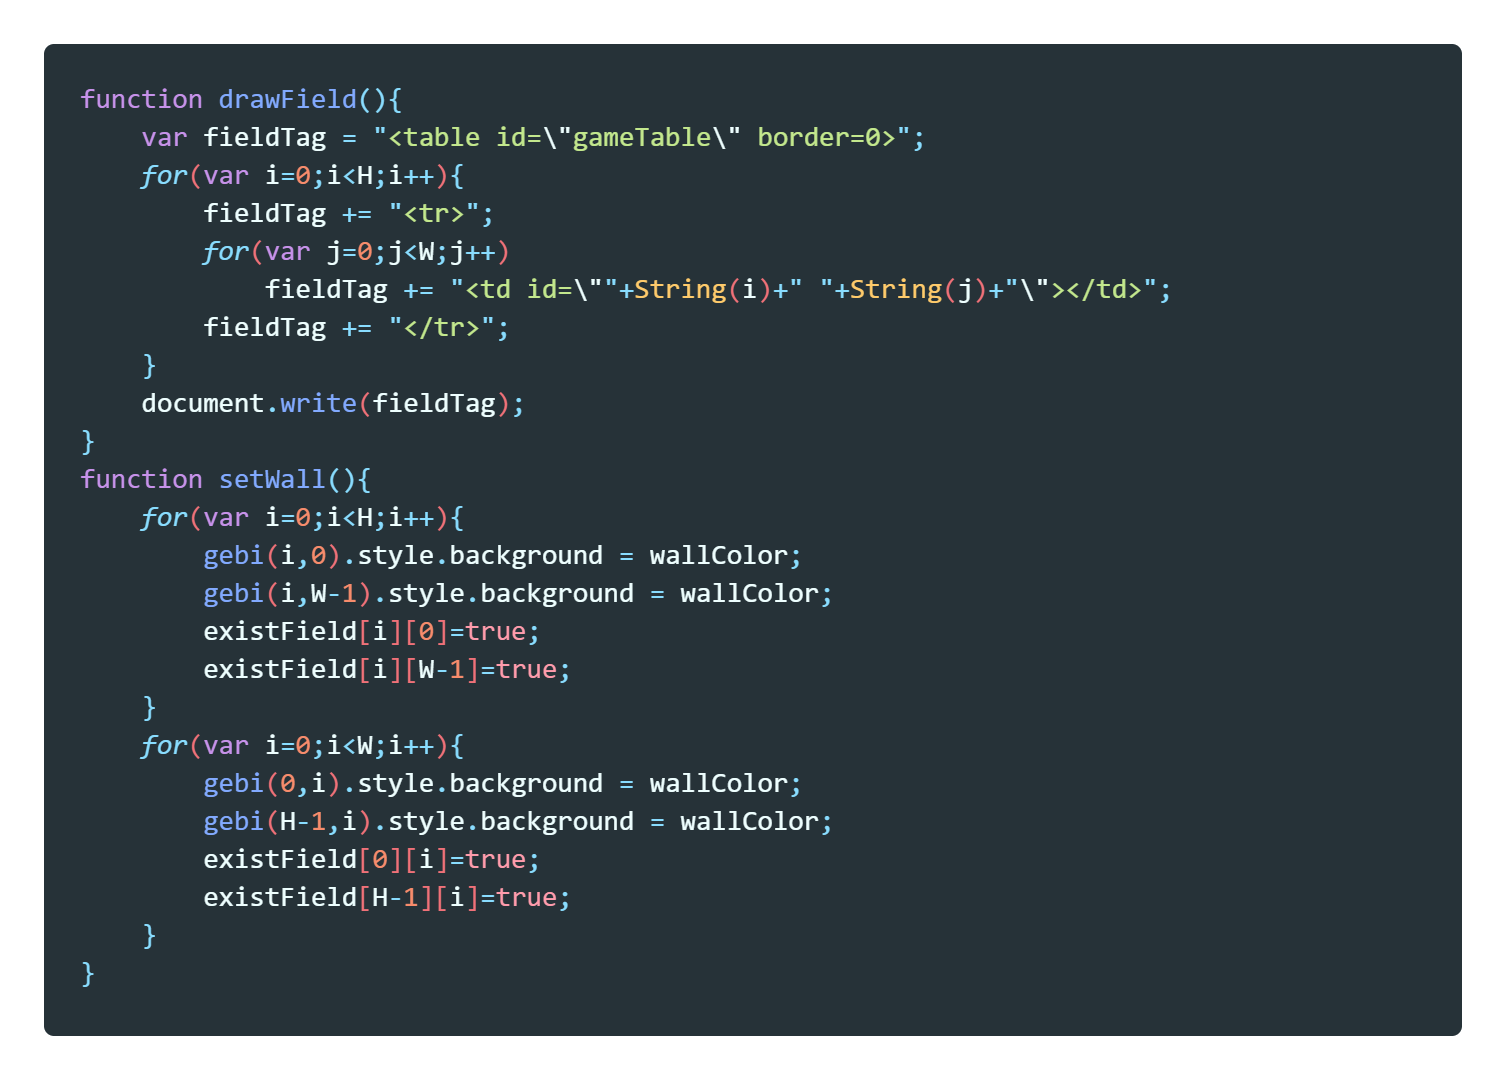 function drawField(){
    var fieldTag = "<table id=\"gameTable\" border=0>";
    for(var i=0;i<H;i++){
        fieldTag += "<tr>";
        for(var j=0;j<W;j++)
            fieldTag += "<td id=\""+String(i)+" "+String(j)+"\"></td>";
        fieldTag += "</tr>";
    }
    document.write(fieldTag);
}
function setWall(){
    for(var i=0;i<H;i++){
        gebi(i,0).style.background = wallColor;
        gebi(i,W-1).style.background = wallColor;
        existField[i][0]=true;
        existField[i][W-1]=true;
    }
    for(var i=0;i<W;i++){
        gebi(0,i).style.background = wallColor;
        gebi(H-1,i).style.background = wallColor;
        existField[0][i]=true;
        existField[H-1][i]=true;
    }
}